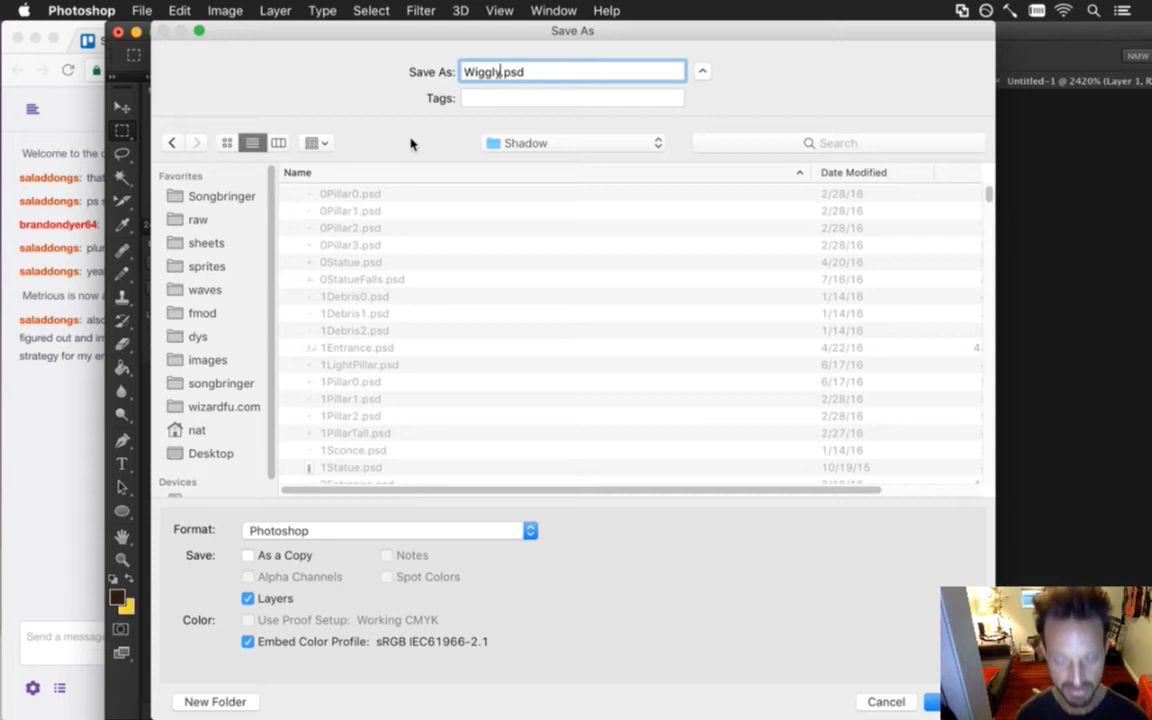 Photoshop File Edit Image Layer Type Select Filter 3D View Window Help
Save As
Save As: Wiggly.psd
Tags:
NMW
Untitled-1 @ 2420% (Layer 1, R
Shadow
Search
Name
Date Modified
Favorites
Songbringer
raw
sheets
sprites
waves
fmod
dys
images
songbringer
wizardfu.com
nat
Desktop
Devices
0Pillar0.psd 2/28/16
0Pillar1.psd 2/28/16
0Pillar2.psd 2/28/16
0Pillar3.psd 2/28/16
0Statue.psd 4/20/16
0StatueFalls.psd 7/16/16
1Debris0.psd 1/14/16
1Debris1.psd 1/14/16
1Debris2.psd 1/14/16
1Entrance.psd 4/22/16 4
1LightPillar.psd 6/17/16
1Pillar0.psd 6/17/16
1Pillar1.psd 2/28/16
1Pillar2.psd 2/28/16
1PillarTall.psd 2/27/16
1Sconce.psd 1/14/16
1Statue.psd 10/19/15
Format: Photoshop
Save: As a Copy Notes
Alpha Channels Spot Colors
Layers
Color: Use Proof Setup: Working CMYK
Embed Color Profile: sRGB IEC61966-2.1
New Folder
Cancel
Welcome to the
saladdongs: that
saladdongs: ps
brandondyer64:
saladdongs: plu
saladdongs: yea
Metrious is now
saladdongs: also
figured out and
strategy for my
Send a message